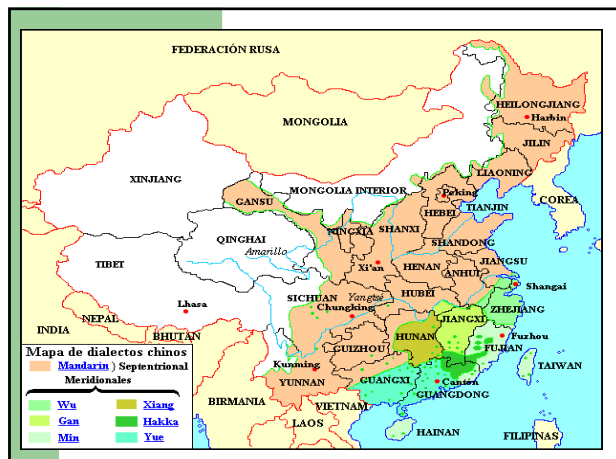 FEDERACIÓN RUSA
HEILONGJIANG
Harbin
MONGOLIA
JILIN
LIAONING
XINJIANG
MONGOLIA INTERIOR
Peking
GANSU
HEBEI
TIANJIN
COREA
NINGXIA
SHANXI
QINGHAI
SHANDONG
Amarillo
JIANGSU
TIBET
Xi'an
HENAN
ANHUI
HUBEI
Shangai
SICHUAN
Yangtsé
Lhasa
Chungking
ZHEJIANG
JIANGXI
NEPAL
HUNAN
Fuzhou
INDIA
BHUTAN
GUIZHOU
FUJIAN
Kunming
TAIWAN
YUNNAN
GUANGXI
Cantón
GUANGDONG
BIRMANIA
VIETNAM
LAOS
HAINAN
FILIPINAS
Mapa de dialectos chinos
Mandarín ) Septentrional
Meridionales
Wu
Xiang
Gan
Hakka
Min
Yue